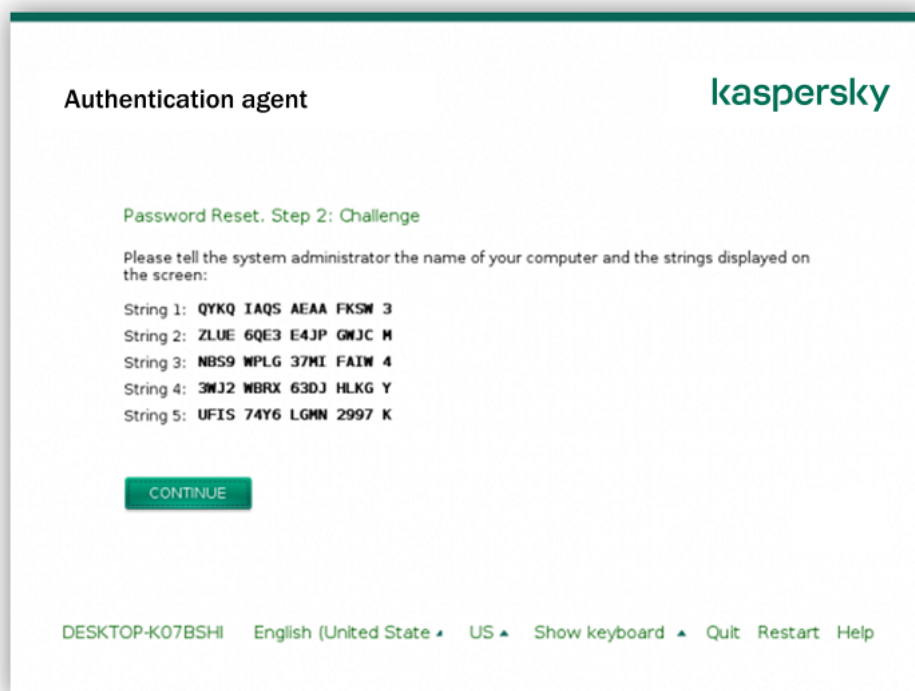 Authentication agent
kaspersky
Password Reset. Step 2: Challenge
Please tell the system administrator the name of your computer and the strings displayed on
the screen:
String 1: QYKQ IAQS AEAA FKSW 3
String 2: ZLUE 6QE3 E4JP GWJC M
String 3: NBS9 WPLG 37MI FAIW 4
String 4: 3WJ2 WBRX 63DJ HLKG Y
String 5: UFIS 74Y6 LGMN 2997 K
CONTINUE
DESKTOP-K07BSHI English (United State US Show keyboard Quit Restart Help